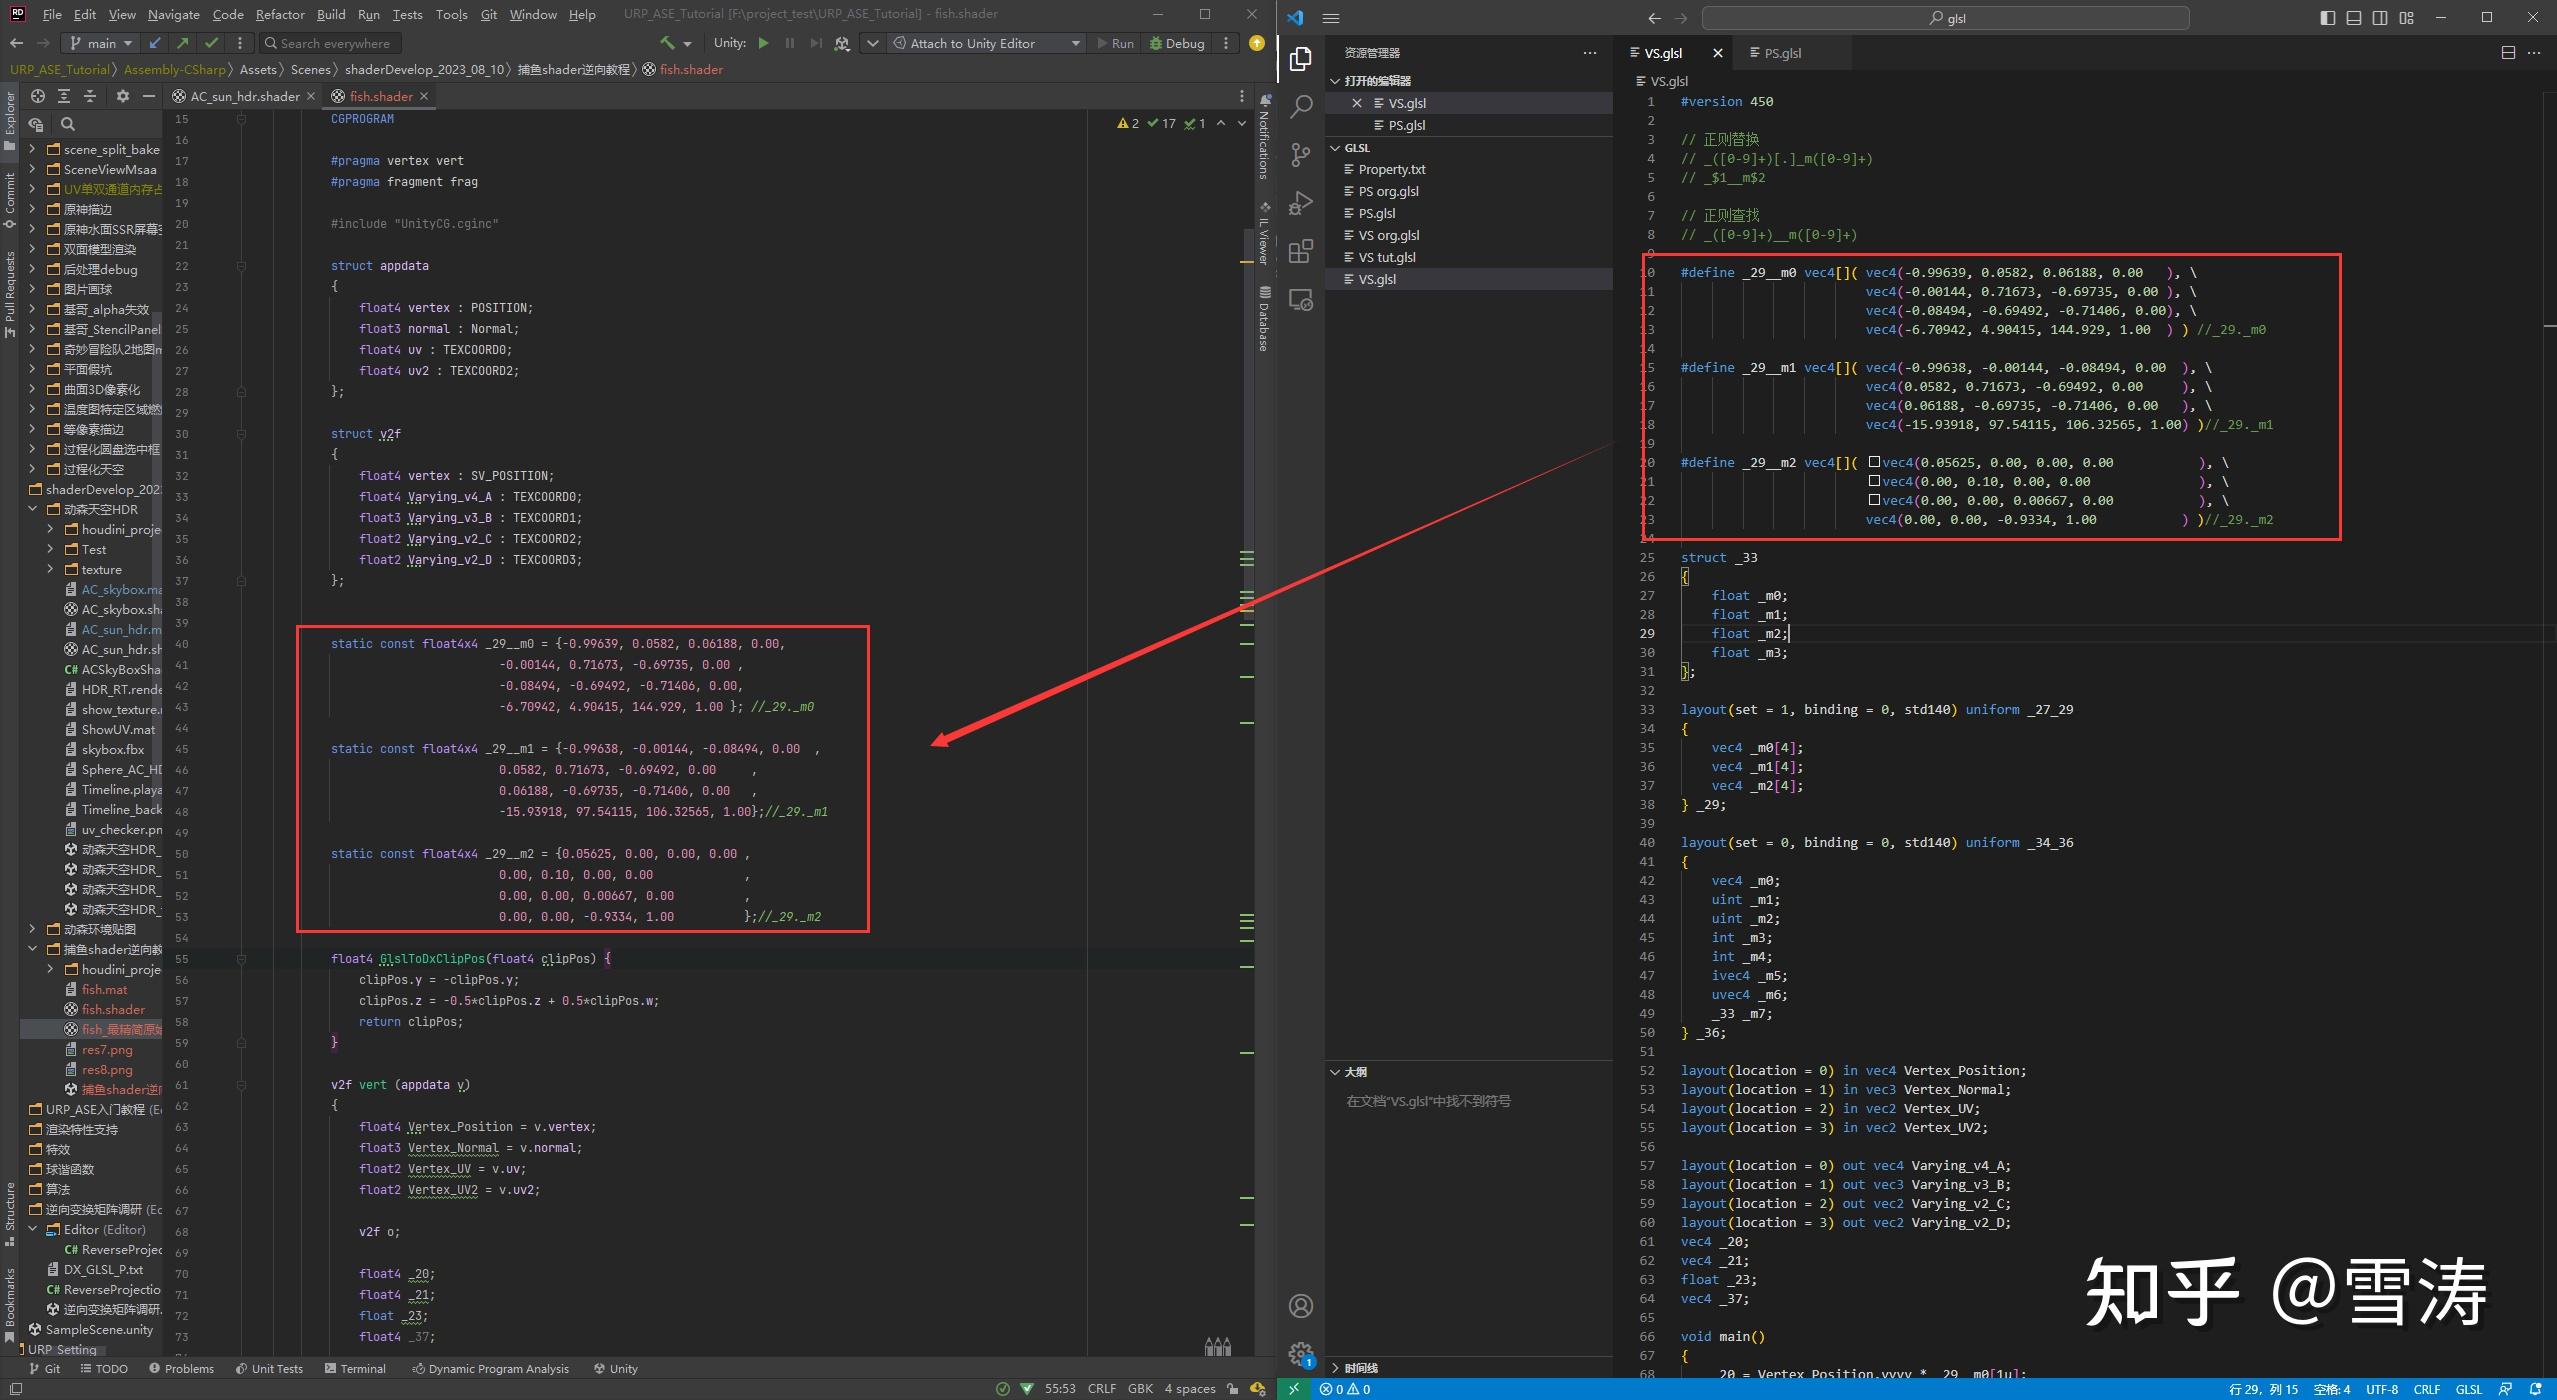 File Edit View Navigate Code Refactor Build Run Tests Tools Git Window Help URP_ASE_Tutorial [F:\project_test\URP_ASE_Tutorial] - fish.shader
main Search everywhere Unity: Attach to Unity Editor Run Debug
URP_ASE_Tutorial Assembly-CSharp Assets Scenes shaderDevelop_2023_08_10 捕鱼shader逆向教程 fish.shader
AC_sun_hdr.shader fish.shader
2 17 1
Explorer
Commit
Pull Requests
Structure
Bookmarks
scene_split_bake
SceneViewMsaa
UV单双通道内存占
原神描边
原神水面SSR屏幕空
双面模型渲染
后处理debug
图片画球
基哥_alpha失效
基哥_StencilPanel
奇妙冒险队2地图m
平面假坑
曲面3D像素化
温度图特定区域燃
等像素描边
过程化圆盘选中框
过程化天空
shaderDevelop_202
动森天空HDR
houdini_proje
Test
texture
AC_skybox.ma
AC_skybox.sha
AC_sun_hdr.m
AC_sun_hdr.sh
C# ACSkyBoxSha
HDR_RT.rende
show_texture.
ShowUV.mat
skybox.fbx
Sphere_AC_HD
Timeline.playa
Timeline_back
uv_checker.pn
动森天空HDR_
动森天空HDR_
动森天空HDR_
动森天空HDR_
动森环境贴图
捕鱼shader逆向教
houdini_proje
fish.mat
fish.shader
fish_最精简原始
res7.png
res8.png
捕鱼shader逆向
URP_ASE入门教程 (E
渲染特性支持
特效
球谐函数
算法
逆向变换矩阵调研 (Ec
Editor (Editor)
C# ReverseProjec
DX_GLSL_P.txt
C# ReverseProjectio
逆向变换矩阵调研.
SampleScene.unity
URP Setting
15 CGPROGRAM
16
17 #pragma vertex vert
18 #pragma fragment frag
19
20 #include "UnityCG.cginc"
21
22 struct appdata
23 {
24 float4 vertex : POSITION;
25 float3 normal : Normal;
26 float4 uv : TEXCOORD0;
27 float4 uv2 : TEXCOORD2;
28 };
29
30 struct v2f
31 {
32 float4 vertex : SV_POSITION;
33 float4 Varying_v4_A : TEXCOORD0;
34 float3 Varying_v3_B : TEXCOORD1;
35 float2 Varying_v2_C : TEXCOORD2;
36 float2 Varying_v2_D : TEXCOORD3;
37 };
38
39
40 static const float4x4 _29__m0 = {-0.99639, 0.0582, 0.06188, 0.00,
41 -0.00144, 0.71673, -0.69735, 0.00 ,
42 -0.08494, -0.69492, -0.71406, 0.00,
43 -6.70942, 4.90415, 144.929, 1.00 }; //_29._m0
44
45 static const float4x4 _29__m1 = {-0.99638, -0.00144, -0.08494, 0.00 ,
46 0.0582, 0.71673, -0.69492, 0.00 ,
47 0.06188, -0.69735, -0.71406, 0.00 ,
48 -15.93918, 97.54115, 106.32565, 1.00};//_29._m1
49
50 static const float4x4 _29__m2 = {0.05625, 0.00, 0.00, 0.00 ,
51 0.00, 0.10, 0.00, 0.00 ,
52 0.00, 0.00, 0.00667, 0.00 ,
53 0.00, 0.00, -0.9334, 1.00 };//_29._m2
54
55 float4 GlslToDxClipPos(float4 clipPos) {
56 clipPos.y = -clipPos.y;
57 clipPos.z = -0.5*clipPos.z + 0.5*clipPos.w;
58 return clipPos;
59 }
60
61 v2f vert (appdata v)
62 {
63 float4 Vertex_Position = v.vertex;
64 float3 Vertex_Normal = v.normal;
65 float2 Vertex_UV = v.uv;
66 float2 Vertex_UV2 = v.uv2;
67
68 v2f o;
69
70 float4 _20;
71 float4 _21;
72 float _23;
73 float4 _37;
Notifications
IL Viewer
Database
Git TODO Problems Unit Tests Terminal Dynamic Program Analysis Unity
55:53 CRLF GBK 4 spaces
glsl
资源管理器
打开的编辑器
VS.glsl
PS.glsl
GLSL
Property.txt
PS org.glsl
PS.glsl
VS org.glsl
VS tut.glsl
VS.glsl
大纲
在文档"VS.glsl"中找不到符号
时间线
VS.glsl PS.glsl
VS.glsl
1 #version 450
2
3 // 正则替换
4 // _([0-9]+)[.]_m([0-9]+)
5 // _$1__m$2
6
7 // 正则查找
8 // _([0-9]+)__m([0-9]+)
9
10 #define _29__m0 vec4[]( vec4(-0.99639, 0.0582, 0.06188, 0.00 ), \
11 vec4(-0.00144, 0.71673, -0.69735, 0.00 ), \
12 vec4(-0.08494, -0.69492, -0.71406, 0.00), \
13 vec4(-6.70942, 4.90415, 144.929, 1.00 ) ) //_29._m0
14
15 #define _29__m1 vec4[]( vec4(-0.99638, -0.00144, -0.08494, 0.00 ), \
16 vec4(0.0582, 0.71673, -0.69492, 0.00 ), \
17 vec4(0.06188, -0.69735, -0.71406, 0.00 ), \
18 vec4(-15.93918, 97.54115, 106.32565, 1.00) )//_29._m1
19
20 #define _29__m2 vec4[]( vec4(0.05625, 0.00, 0.00, 0.00 ), \
21 vec4(0.00, 0.10, 0.00, 0.00 ), \
22 vec4(0.00, 0.00, 0.00667, 0.00 ), \
23 vec4(0.00, 0.00, -0.9334, 1.00 ) )//_29._m2
24
25 struct _33
26 {
27 float _m0;
28 float _m1;
29 float _m2;
30 float _m3;
31 };
32
33 layout(set = 1, binding = 0, std140) uniform _27_29
34 {
35 vec4 _m0[4];
36 vec4 _m1[4];
37 vec4 _m2[4];
38 } _29;
39
40 layout(set = 0, binding = 0, std140) uniform _34_36
41 {
42 vec4 _m0;
43 uint _m1;
44 uint _m2;
45 int _m3;
46 int _m4;
47 ivec4 _m5;
48 uvec4 _m6;
49 _33 _m7;
50 } _36;
51
52 layout(location = 0) in vec4 Vertex_Position;
53 layout(location = 1) in vec3 Vertex_Normal;
54 layout(location = 2) in vec2 Vertex_UV;
55 layout(location = 3) in vec2 Vertex_UV2;
56
57 layout(location = 0) out vec4 Varying_v4_A;
58 layout(location = 1) out vec3 Varying_v3_B;
59 layout(location = 2) out vec2 Varying_v2_C;
60 layout(location = 3) out vec2 Varying_v2_D;
61 vec4 _20;
62 vec4 _21;
63 float _23;
64 vec4 _37;
65
66 void main()
67 {
68 _20 = Vertex_Position.yyyy * _29._m0[1u];
知乎 @雪涛
1
0 0 行 29，列 15 空格: 4 UTF-8 CRLF GLSL